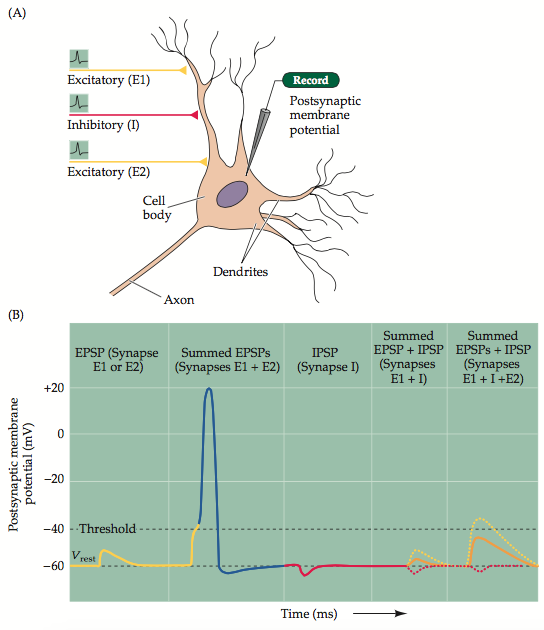 (A)
Excitatory (E1)
Inhibitory (I)
Excitatory (E2)
Record
Postsynaptic
membrane
potential
Cell
body
Dendrites
Axon
(B)
EPSP (Synapse
E1 or E2)
Summed EPSPs
(Synapses E1 + E2)
IPSP
(Synapse I)
Summed
EPSP + IPSP
(Synapses
E1 + I)
Summed
EPSPs + IPSP
(Synapses
E1 + I +E2)
Postsynaptic membrane
potential (mV)
+20
0
−20
−40
−60
Threshold
Vrest
Time (ms)